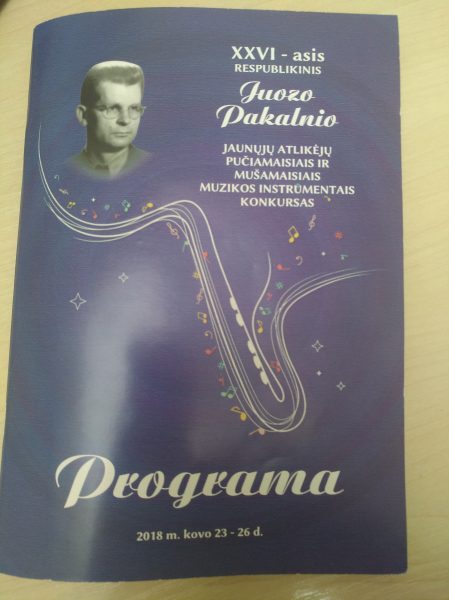 XXVI - asis
RESPUBLIKINIS
Juozo
Pakalnio
JAUNŲJŲ ATLIKĖJŲ
PUČIAMAISIAIS IR
MUŠAMAISIAIS
MUZIKOS INSTRUMENTAIS
KONKURSAS
Programa
2018 m. kovo 23 - 26 d.